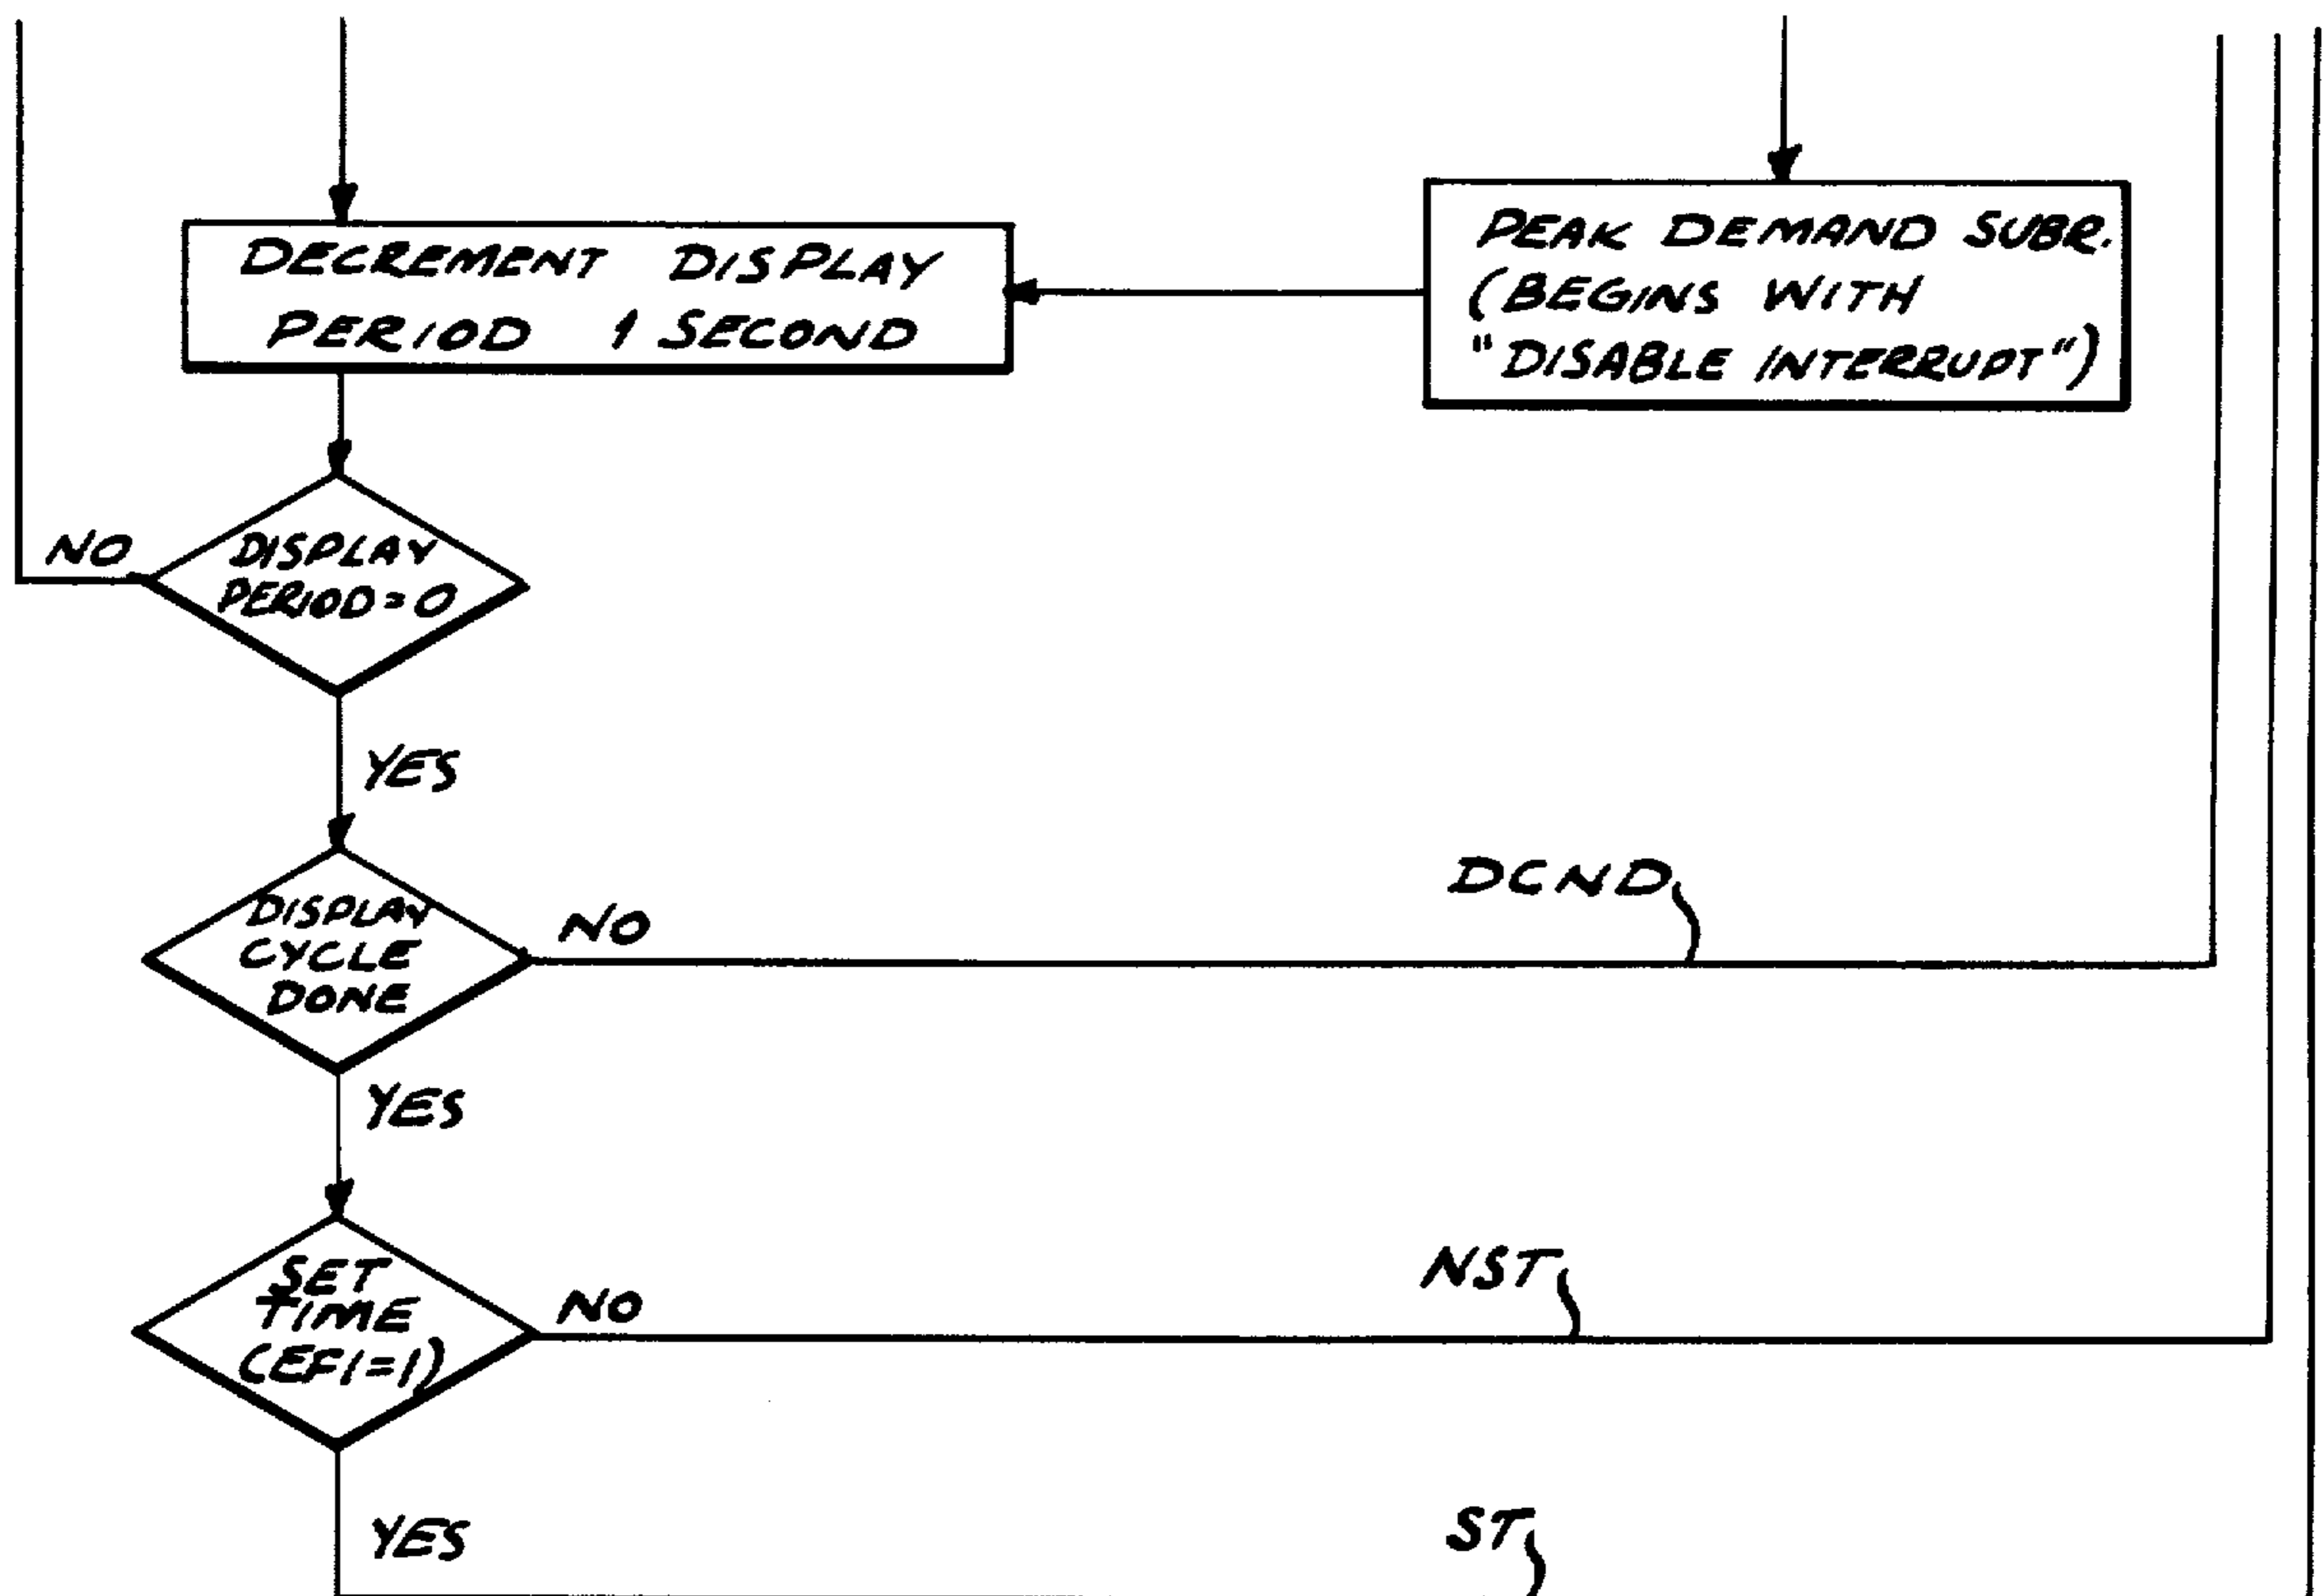 DECREMENT DISPLAY
PERIOD 1 SECOND
PEAK DEMAND SUBR.
(BEGINS WITH
"DISABLE INTERRUPT")
NO
DISPLAY
PERIOD=0
YES
DISPLAY
CYCLE
DONE
NO
DCND
YES
SET
TIME
(EF1=1)
NO
NST
YES
ST